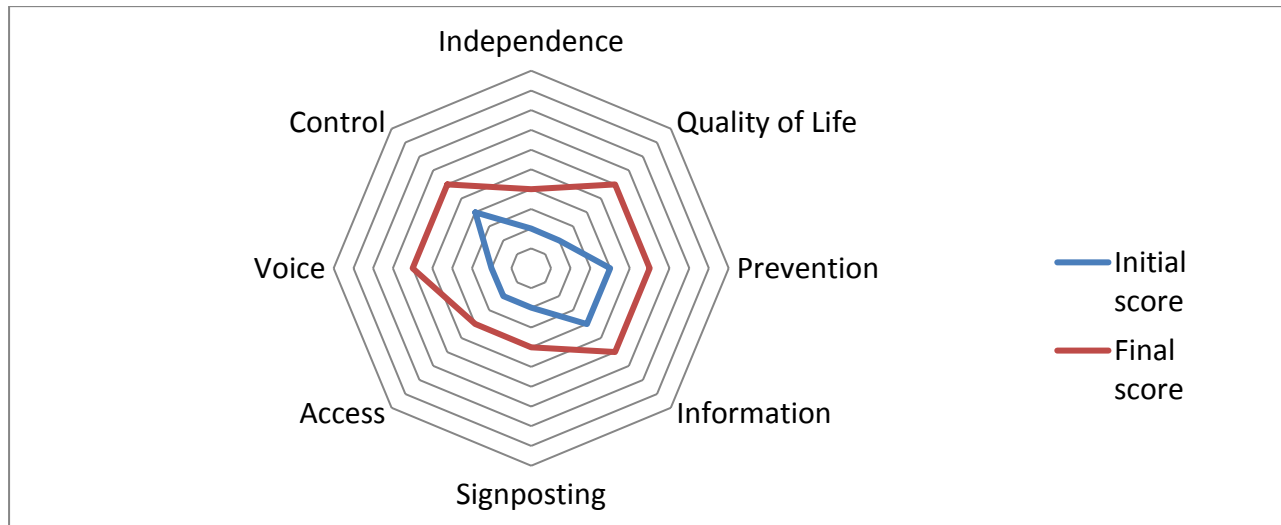 Independence
Control
Quality of Life
Voice
Prevention
Access
Information
Signposting
Initial
score
Final
score